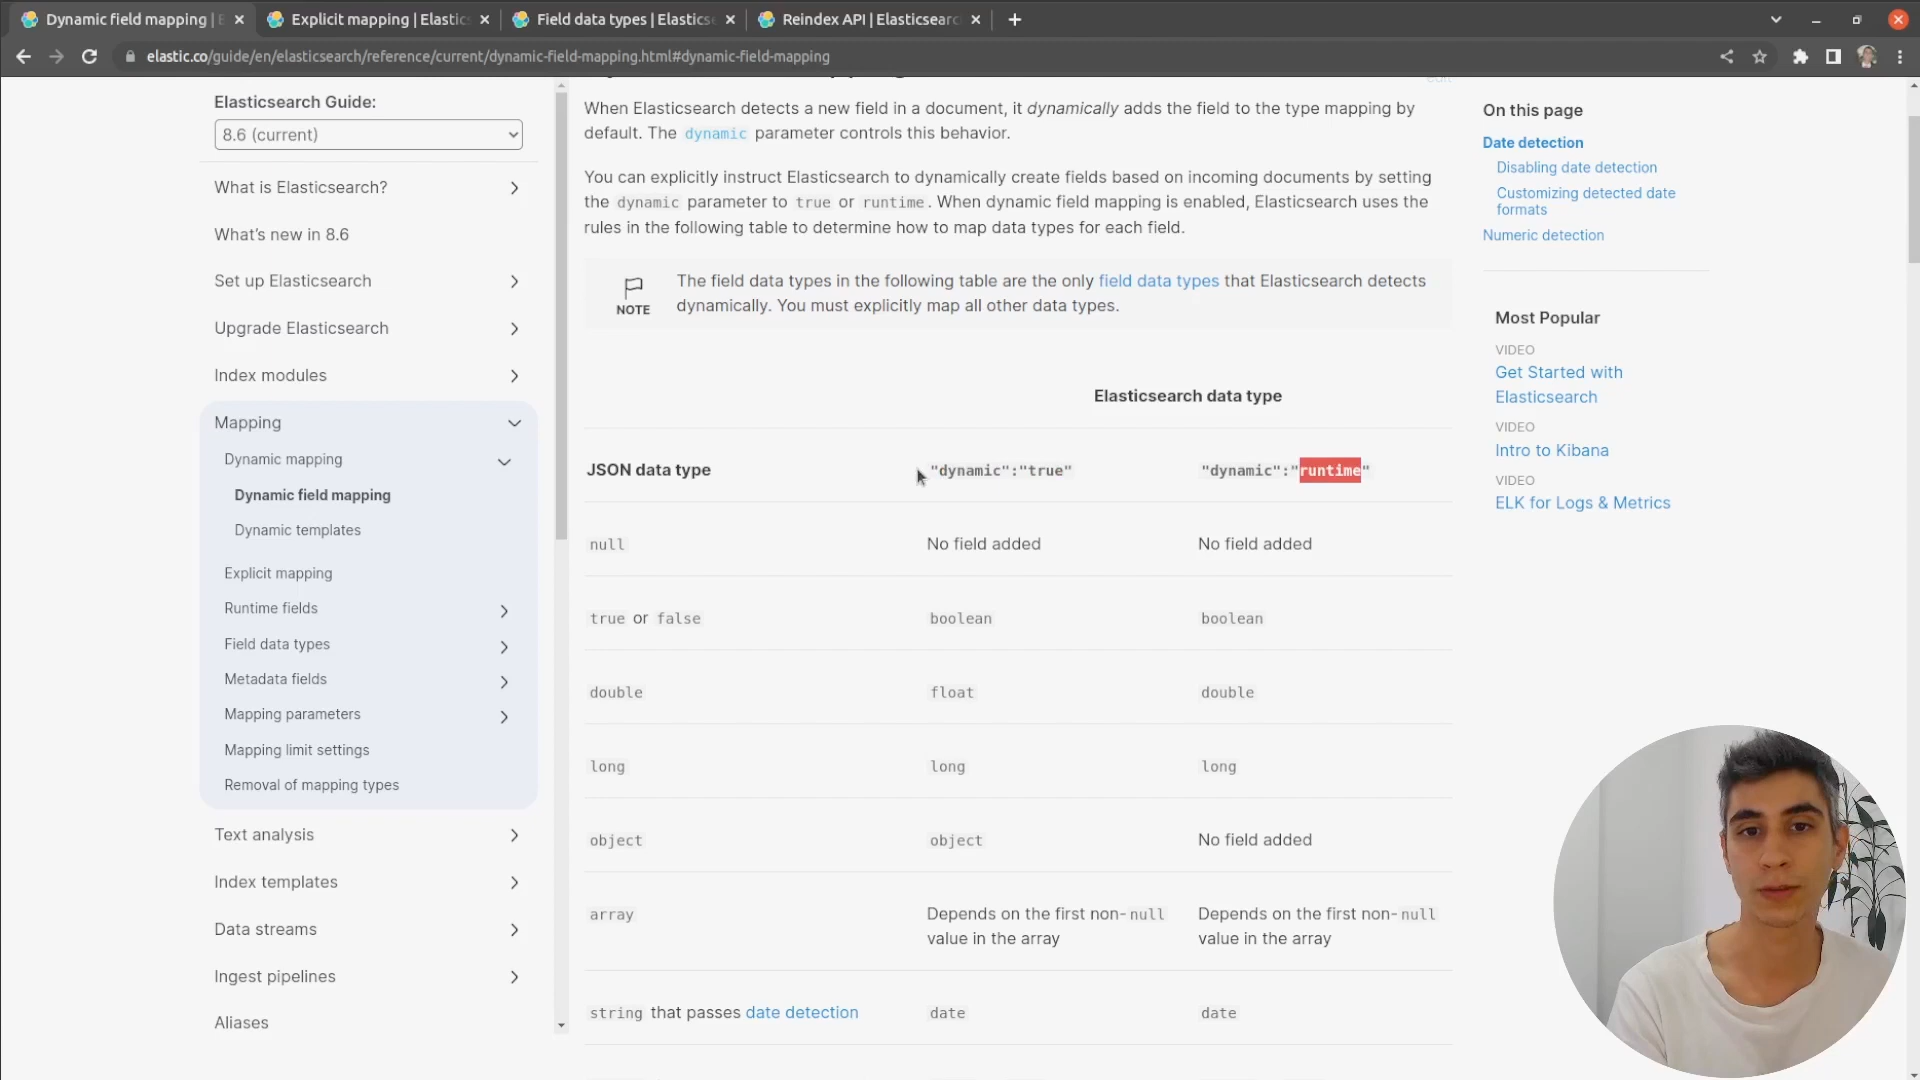 Dynamic field mapping | E
Explicit mapping | Elastic
Field data types | Elastics
Reindex API | Elasticsearc
elastic.co/guide/en/elasticsearch/reference/current/dynamic-field-mapping.html#dynamic-field-mapping
Elasticsearch Guide:
8.6 (current)
What is Elasticsearch?
What's new in 8.6
Set up Elasticsearch
Upgrade Elasticsearch
Index modules
Mapping
Dynamic mapping
Dynamic field mapping
Dynamic templates
Explicit mapping
Runtime fields
Field data types
Metadata fields
Mapping parameters
Mapping limit settings
Removal of mapping types
Text analysis
Index templates
Data streams
Ingest pipelines
Aliases
When Elasticsearch detects a new field in a document, it dynamically adds the field to the type mapping by
default. The dynamic parameter controls this behavior.
You can explicitly instruct Elasticsearch to dynamically create fields based on incoming documents by setting
the dynamic parameter to true or runtime. When dynamic field mapping is enabled, Elasticsearch uses the
rules in the following table to determine how to map data types for each field.
NOTE
The field data types in the following table are the only field data types that Elasticsearch detects
dynamically. You must explicitly map all other data types.
Elasticsearch data type
JSON data type "dynamic":"true" "dynamic":"runtime"
null No field added No field added
true or false boolean boolean
double float double
long long long
object object No field added
array Depends on the first non-null Depends on the first non-null
value in the array value in the array
string that passes date detection date date
On this page
Date detection
Disabling date detection
Customizing detected date
formats
Numeric detection
Most Popular
VIDEO
Get Started with
Elasticsearch
VIDEO
Intro to Kibana
VIDEO
ELK for Logs & Metrics